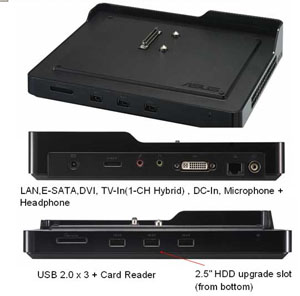 ASUS
LAN,E-SATA,DVI, TV-In(1-CH Hybrid) , DC-In, Microphone +
Headphone
USB 2.0 x 3 + Card Reader
2.5" HDD upgrade slot
(from bottom)